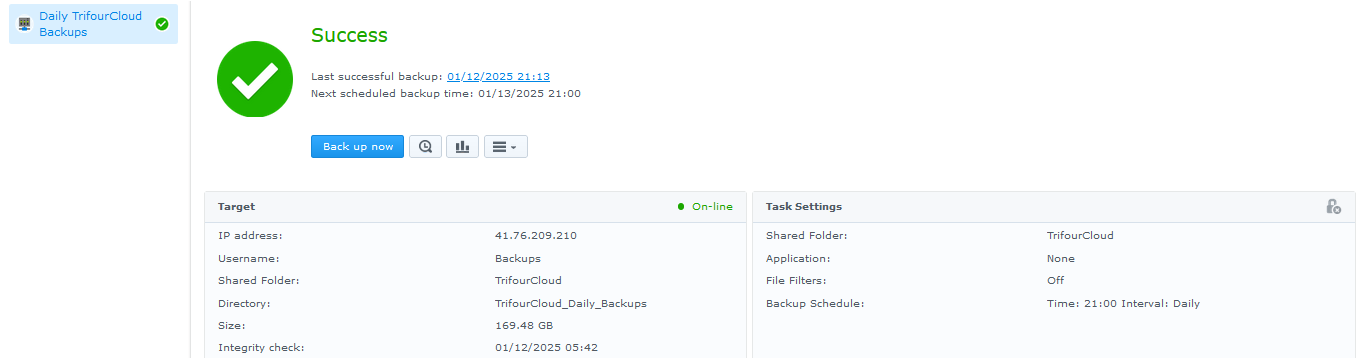 Daily TrifourCloud
Backups
Success
Last successful backup: 01/12/2025 21:13
Next scheduled backup time: 01/13/2025 21:00
Back up now
Target On-line
IP address: 41.76.209.210
Username: Backups
Shared Folder: TrifourCloud
Directory: TrifourCloud_Daily_Backups
Size: 169.48 GB
Integrity check: 01/12/2025 05:42
Task Settings
Shared Folder: TrifourCloud
Application: None
File Filters: Off
Backup Schedule: Time: 21:00 Interval: Daily